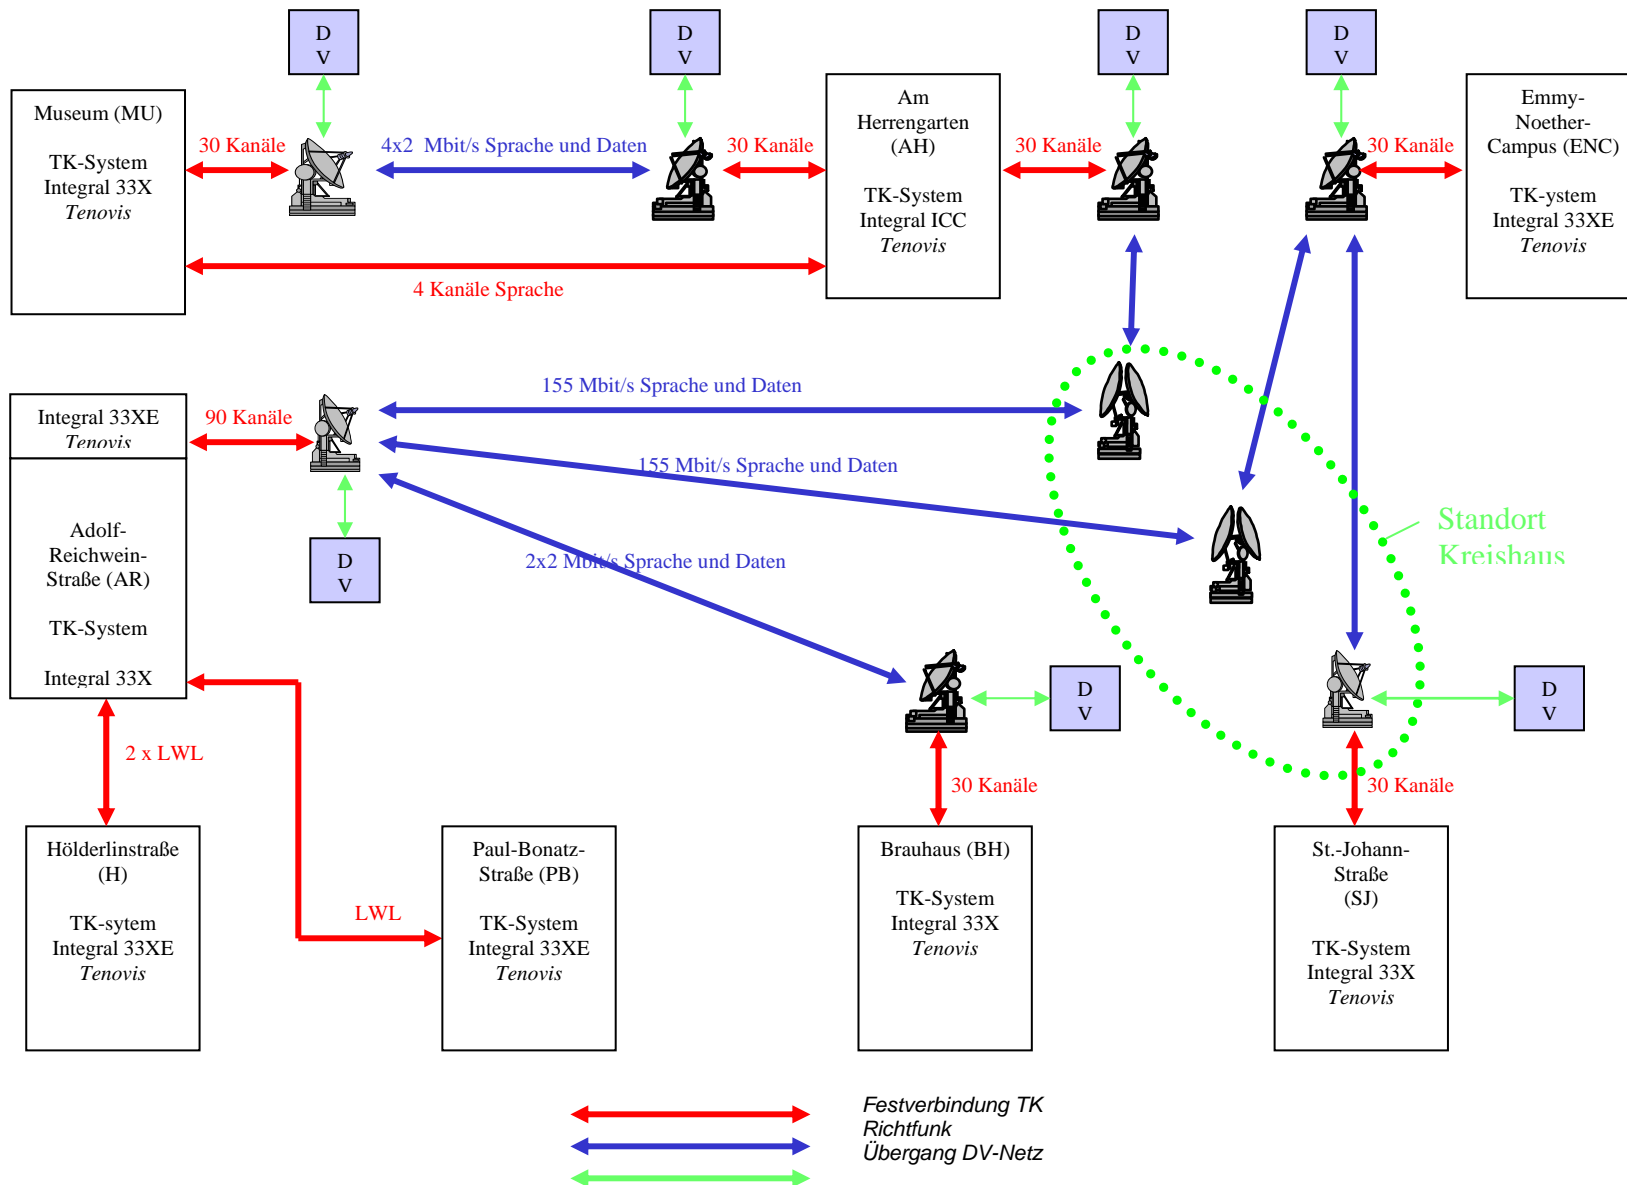 D
V
D
V
D
V
D
V
Museum (MU)
TK-System
Integral 33X
Tenovis
30 Kanäle
4x2 Mbit/s Sprache und Daten
30 Kanäle
Am
Herrengarten
(AH)
TK-System
Integral ICC
Tenovis
30 Kanäle
30 Kanäle
Emmy-
Noether-
Campus (ENC)
TK-ystem
Integral 33XE
Tenovis
4 Kanäle Sprache
Integral 33XE
Tenovis
90 Kanäle
155 Mbit/s Sprache und Daten
155 Mbit/s Sprache und Daten
2x2 Mbit/s Sprache und Daten
Standort
Kreishaus
Adolf-
Reichwein-
Straße (AR)
TK-System
Integral 33X
D
V
D
V
D
V
2 x LWL
30 Kanäle
30 Kanäle
Hölderlinstraße
(H)
TK-sytem
Integral 33XE
Tenovis
LWL
Paul-Bonatz-
Straße (PB)
TK-System
Integral 33XE
Tenovis
Brauhaus (BH)
TK-System
Integral 33X
Tenovis
St.-Johann-
Straße
(SJ)
TK-System
Integral 33X
Tenovis
Festverbindung TK
Richtfunk
Übergang DV-Netz